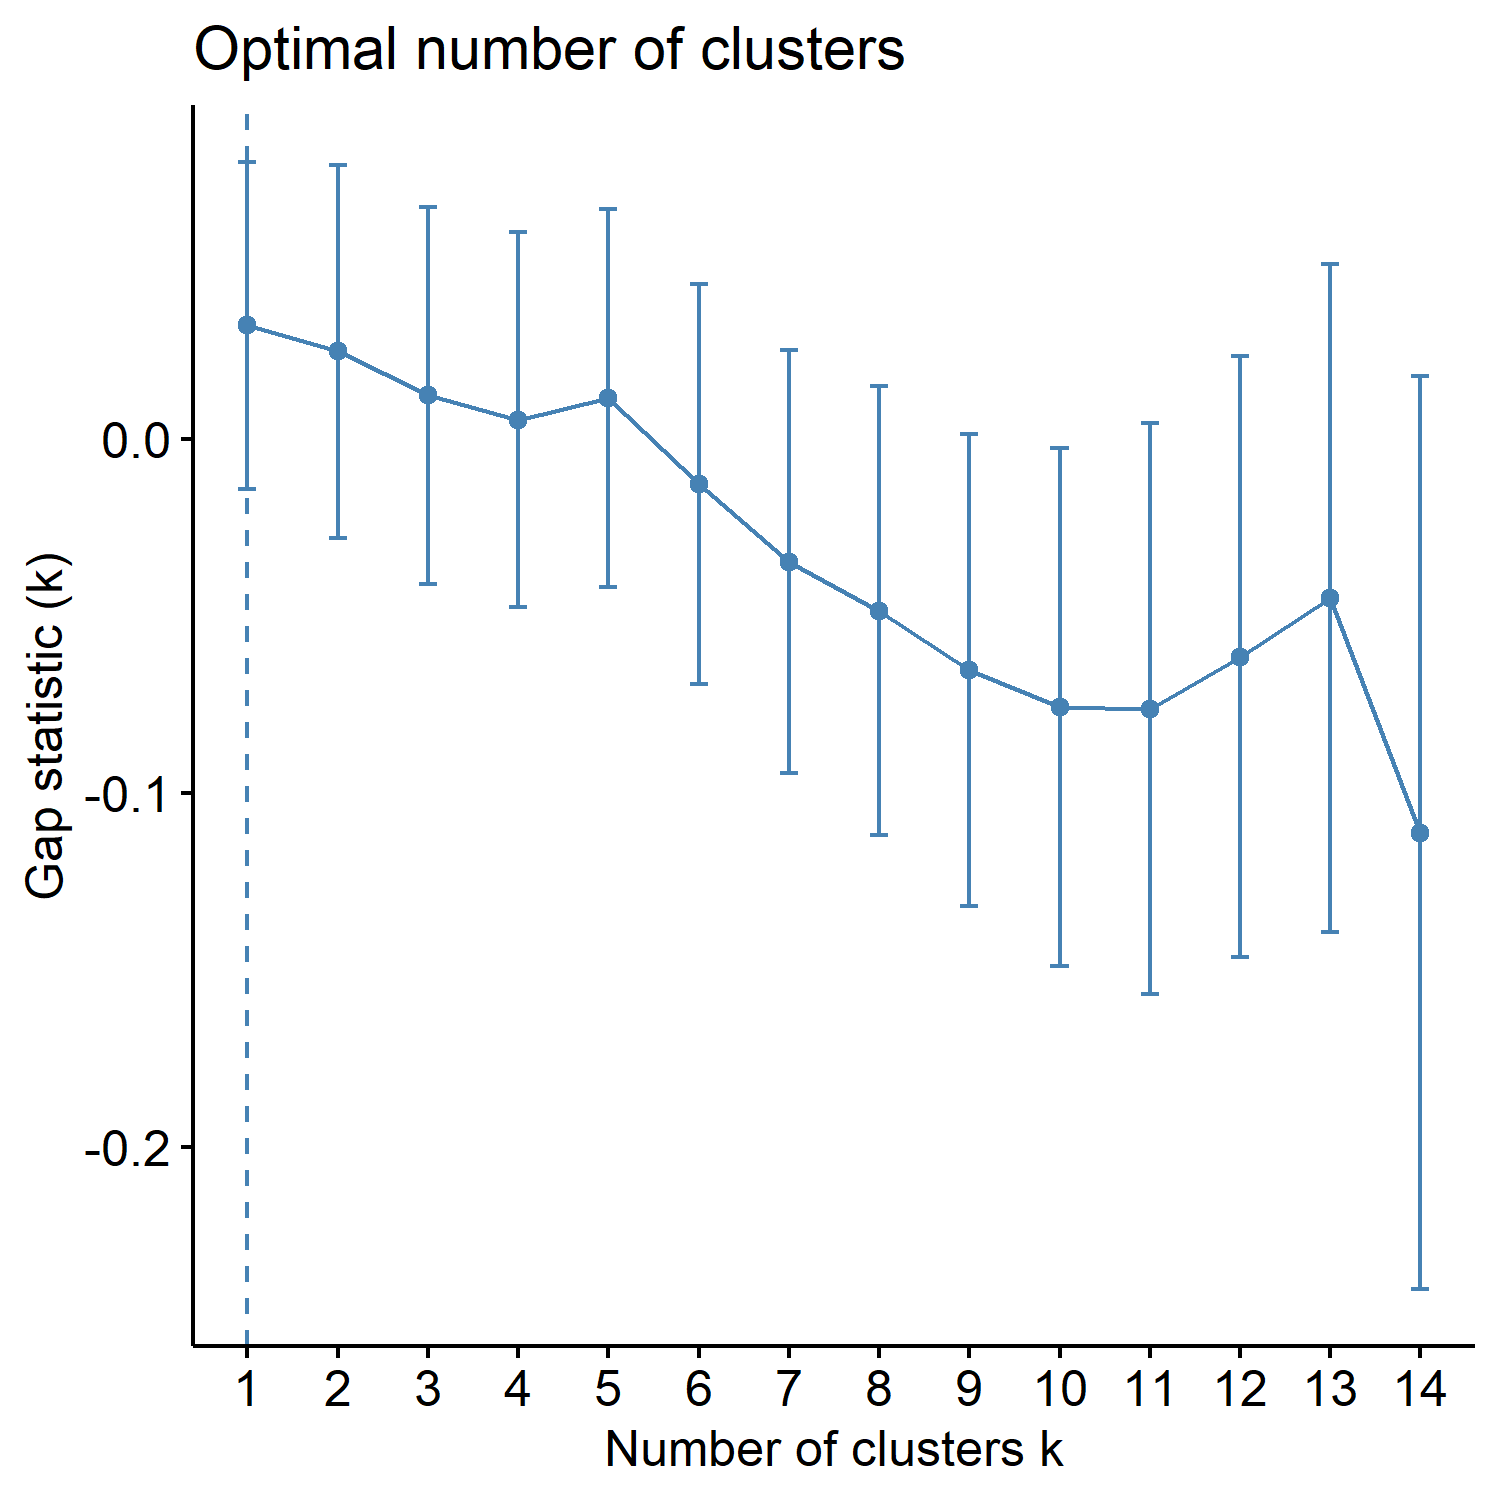 Optimal number of clusters
Gap statistic (k)
0.0
-0.1
-0.2
1 2 3 4 5 6 7 8 9 10 11 12 13 14
Number of clusters k